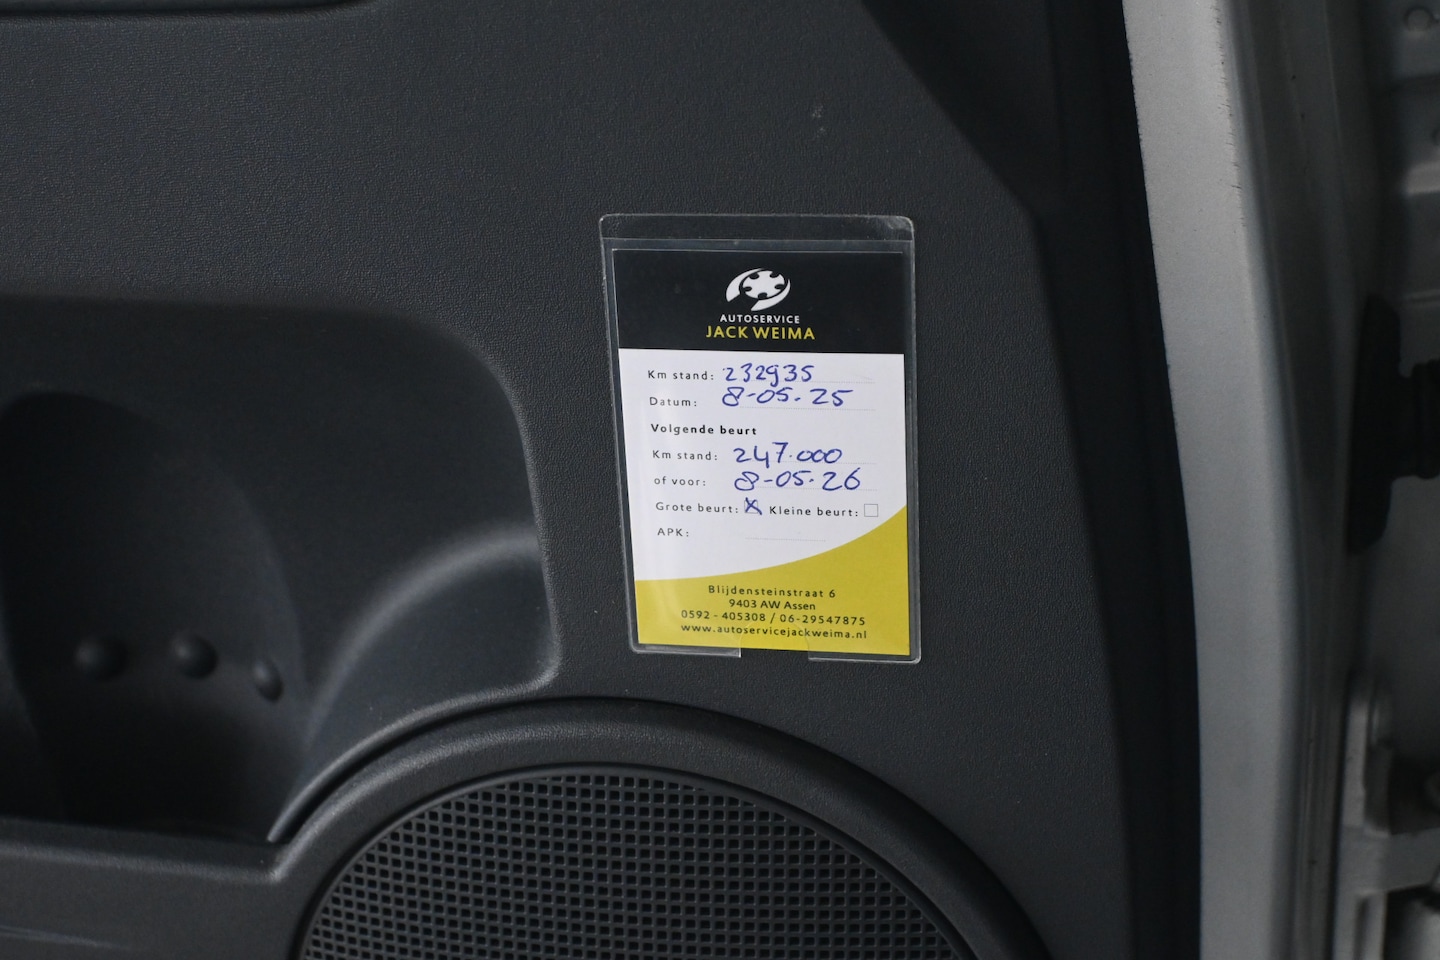 AUTOSERVICE
JACK WEIMA
Km stand: 232935
Datum: 8-05-25
Volgende beurt
Km stand: 247.000
of voor: 8-05-26
Grote beurt: Kleine beurt:
APK:
Blijdensteinstraat 6
9403 AW Assen
0592 - 405308 / 06-29547875
www.autoservicejackweima.nl